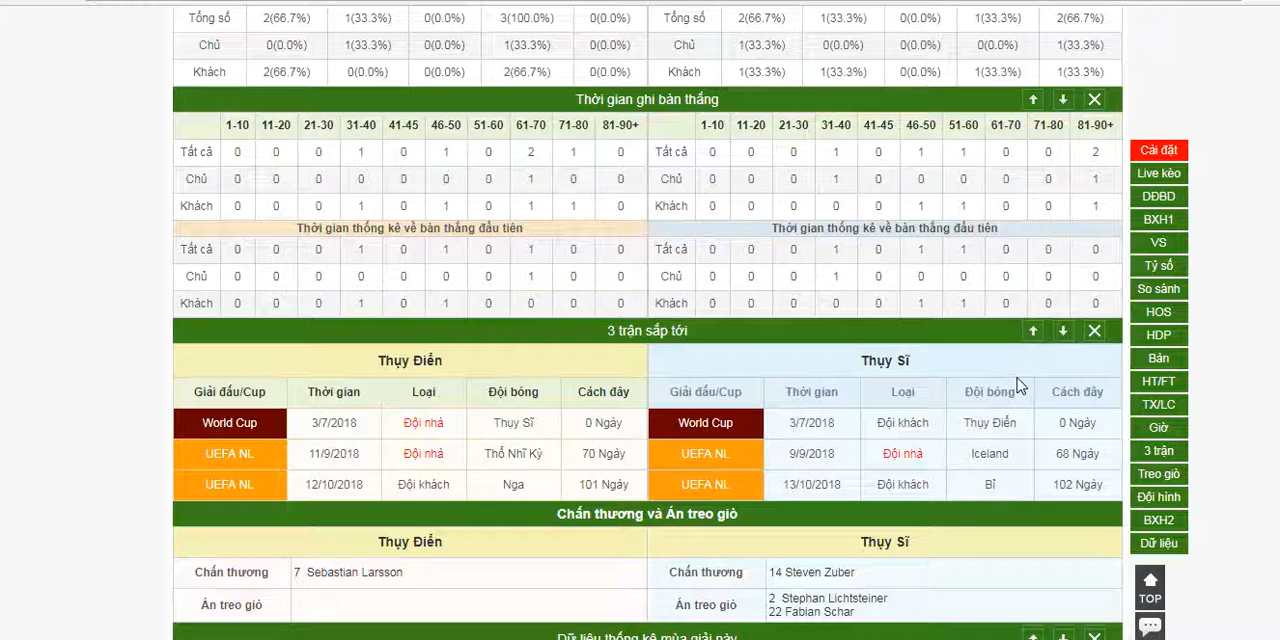 Tổng số 2(66.7%) 1(33.3%) 0(0.0%) 3(100.0%) 0(0.0%) Tổng số 2(66.7%) 1(33.3%) 0(0.0%) 1(33.3%) 2(66.7%)
Chủ 0(0.0%) 1(33.3%) 0(0.0%) 1(33.3%) 0(0.0%) Chủ 1(33.3%) 0(0.0%) 0(0.0%) 0(0.0%) 1(33.3%)
Khách 2(66.7%) 0(0.0%) 0(0.0%) 2(66.7%) 0(0.0%) Khách 1(33.3%) 1(33.3%) 0(0.0%) 1(33.3%) 1(33.3%)
Thời gian ghi bàn thắng
1-10 11-20 21-30 31-40 41-45 46-50 51-60 61-70 71-80 81-90+ 1-10 11-20 21-30 31-40 41-45 46-50 51-60 61-70 71-80 81-90+
Tất cả 0 0 0 1 0 1 0 2 1 0 Tất cả 0 0 0 1 0 1 1 0 0 2
Chủ 0 0 0 0 0 0 0 1 0 0 Chủ 0 0 0 1 0 0 0 0 0 1
Khách 0 0 0 1 0 1 0 1 1 0 Khách 0 0 0 0 0 1 1 0 0 1
Thời gian thống kê về bàn thắng đầu tiên Thời gian thống kê về bàn thắng đầu tiên
Tất cả 0 0 0 1 0 1 0 1 0 0 Tất cả 0 0 0 1 0 1 1 0 0 0
Chủ 0 0 0 0 0 0 0 1 0 0 Chủ 0 0 0 1 0 0 0 0 0 0
Khách 0 0 0 1 0 1 0 0 0 0 Khách 0 0 0 0 0 1 1 0 0 0
3 trận sắp tới
Thụy Điển Thụy Sĩ
Giải đấu/Cup Thời gian Loại Đội bóng Cách đây Giải đấu/Cup Thời gian Loại Đội bóng Cách đây
World Cup 3/7/2018 Đội nhà Thụy Sĩ 0 Ngày World Cup 3/7/2018 Đội khách Thụy Điển 0 Ngày
UEFA NL 11/9/2018 Đội nhà Thổ Nhĩ Kỳ 70 Ngày UEFA NL 9/9/2018 Đội nhà Iceland 68 Ngày
UEFA NL 12/10/2018 Đội khách Nga 101 Ngày UEFA NL 13/10/2018 Đội khách Bỉ 102 Ngày
Chấn thương và Án treo giò
Thụy Điển Thụy Sĩ
Chấn thương 7 Sebastian Larsson Chấn thương 14 Steven Zuber
Án treo giò Án treo giò 2 Stephan Lichtsteiner
22 Fabian Schar
Dữ liệu thống kê mùa giải này
Cài đặt
Live kèo
DĐBD
BXH1
VS
Tỷ số
So sánh
HOS
HDP
Bàn
HT/FT
TX/LC
Giờ
3 trận
Treo giò
Đội hình
BXH2
Dữ liệu
TOP